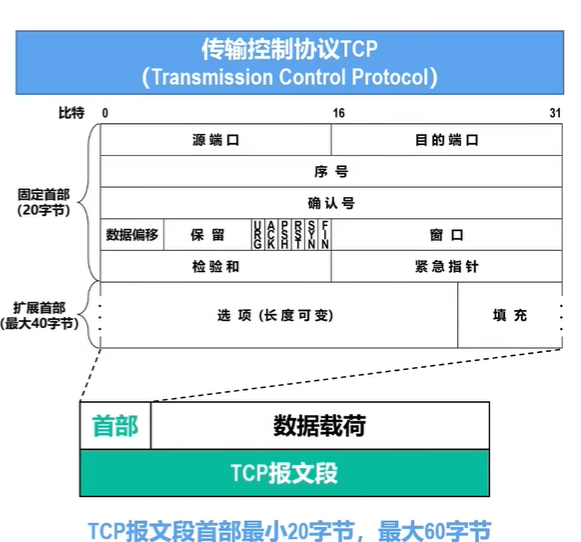 传输控制协议TCP
（Transmission Control Protocol）
比特 0 16 31
源端口 目的端口
序 号
固定首部
（20字节）
确认号
数据偏移 保 留 URG ACK PSH RST SYN FIN 窗口
检验和 紧急指针
扩展首部
（最大40字节）
选 项（长度可变） 填 充
首部 数据载荷
TCP报文段
TCP报文段首部最小20字节，最大60字节